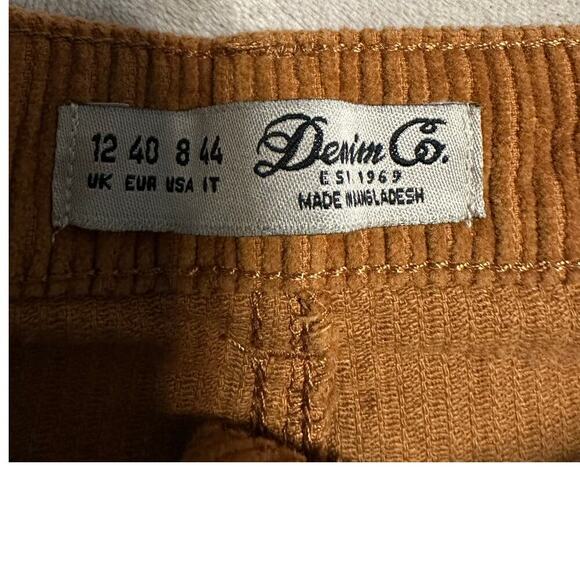 12 40 8 44
UK EUR USA IT
Denim Co.
EST 1969
MADE IN BANGLADESH